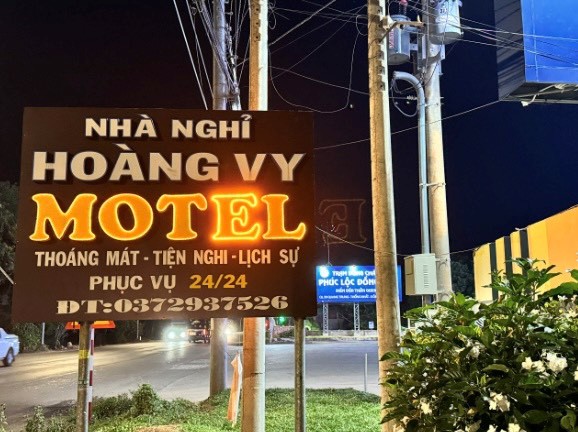 NHÀ NGHỈ
HOÀNG VY
MOTEL
THOÁNG MÁT - TIỆN NGHI - LỊCH SỰ
PHỤC VỤ 24/24
ĐT:0372937526
PHÚC LỘC